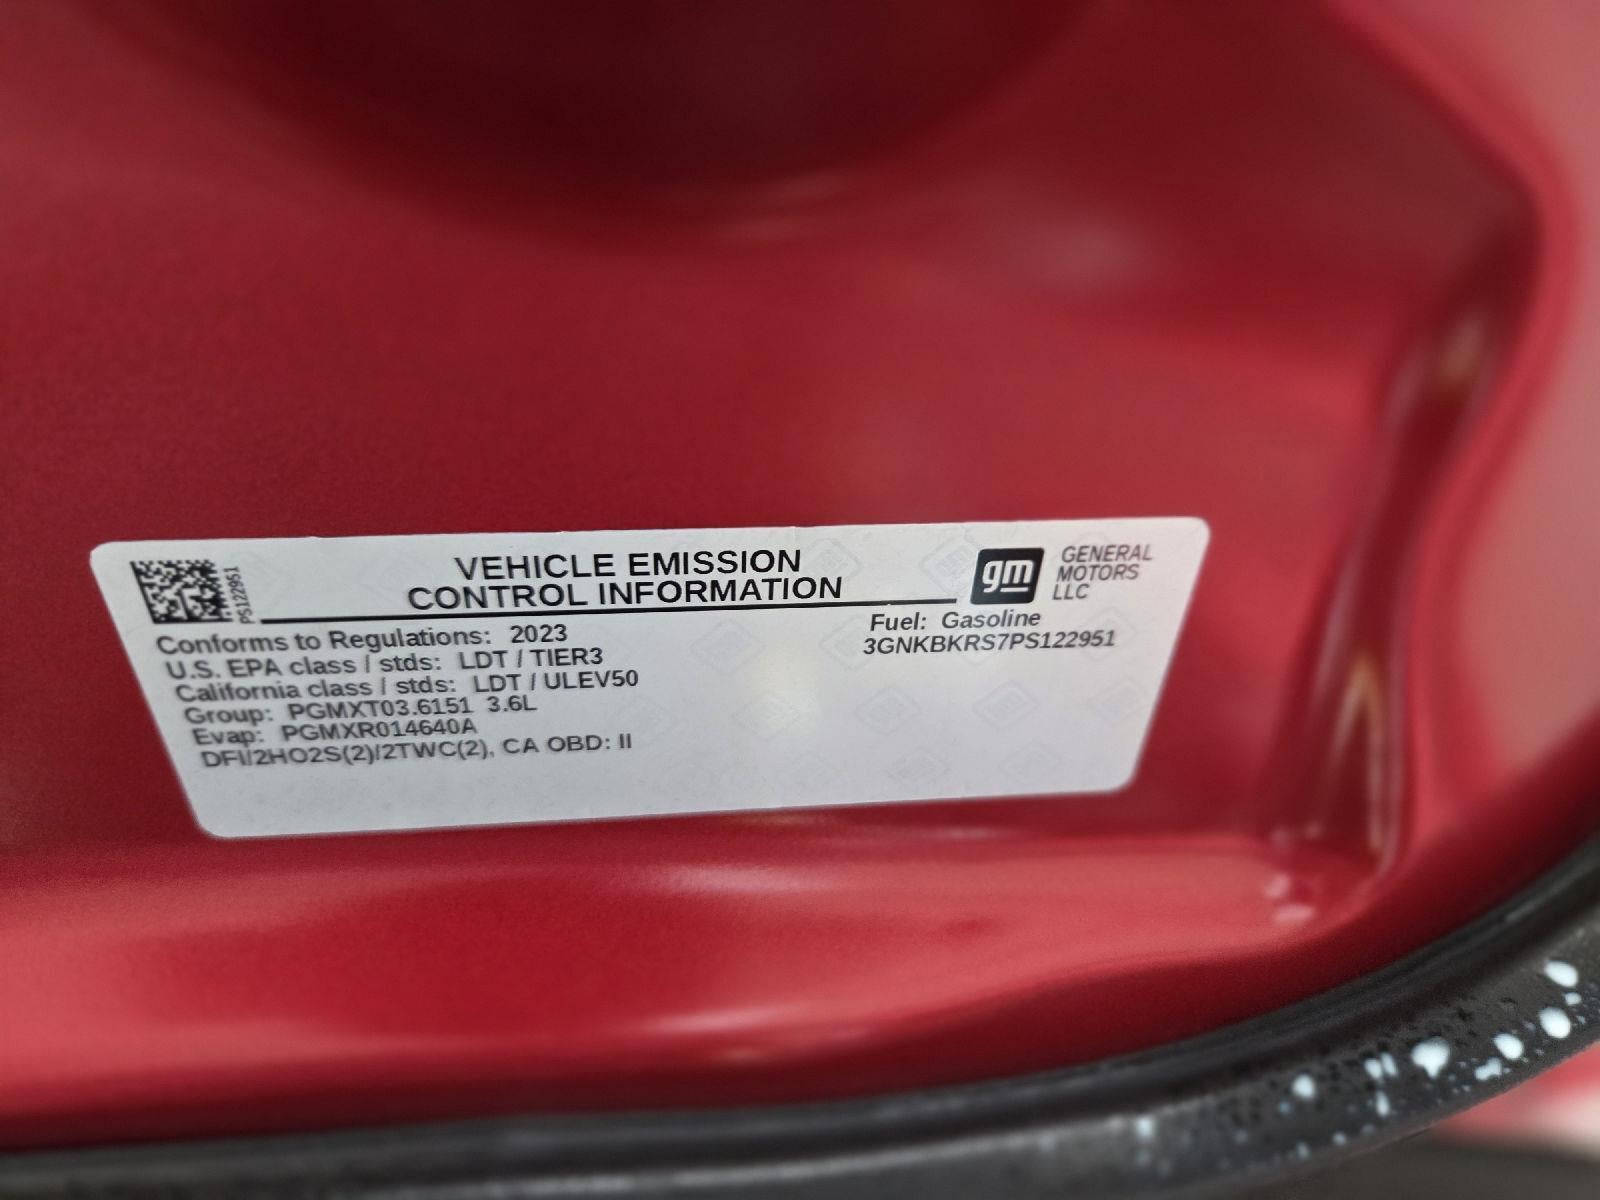 PS122951
VEHICLE EMISSION
CONTROL INFORMATION
gm
GENERAL
MOTORS
LLC
Conforms to Regulations: 2023
U.S. EPA class / stds: LDT / TIER3
California class / stds: LDT / ULEV50
Group: PGMXT03.6151 3.6L
Evap: PGMXR014640A
DFI/2HO2S(2)/2TWC(2), CA OBD: II
Fuel: Gasoline
3GNKBKRS7PS122951